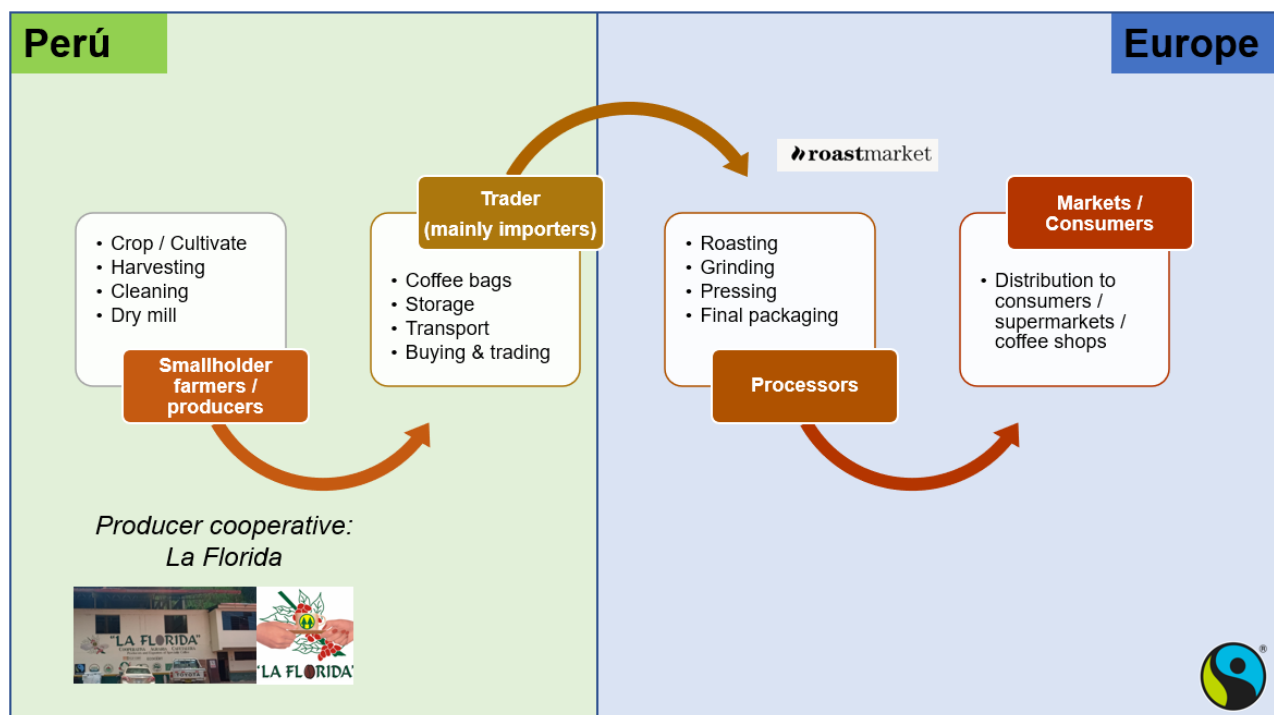 Perú
Europe
roastmarket
Trader
(mainly importers)
Markets /
Consumers
• Crop / Cultivate
• Harvesting
• Cleaning
• Dry mill
Smallholder
farmers /
producers
• Coffee bags
• Storage
• Transport
• Buying & trading
• Roasting
• Grinding
• Pressing
• Final packaging
Processors
• Distribution to
consumers /
supermarkets /
coffee shops
Producer cooperative:
La Florida
"LA FLORIDA"
"LA FLORIDA"
®